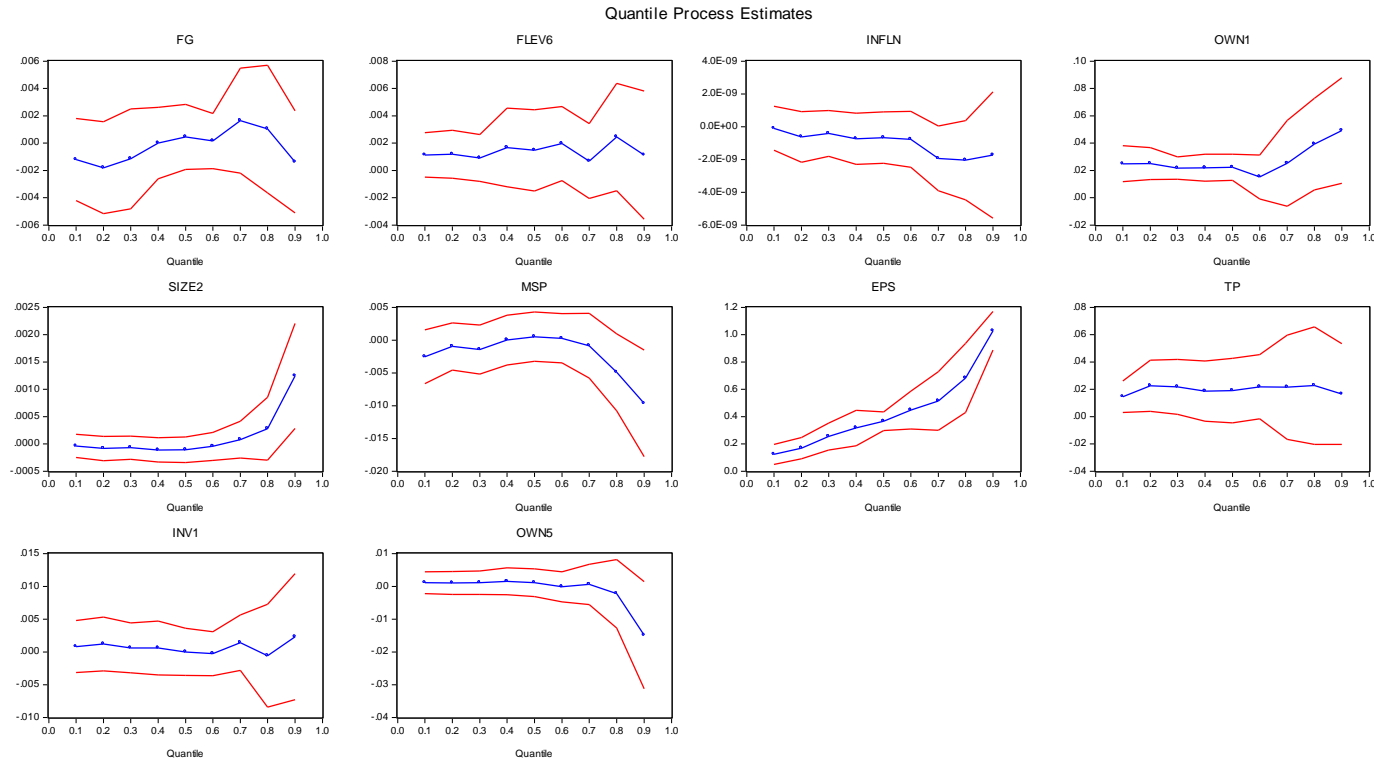 Quantile Process Estimates
FG
.006
.004
.002
.000
-.002
-.004
-.006
0.0 0.1 0.2 0.3 0.4 0.5 0.6 0.7 0.8 0.9 1.0
Quantile
FLEV6
.008
.006
.004
.002
.000
-.002
-.004
0.0 0.1 0.2 0.3 0.4 0.5 0.6 0.7 0.8 0.9 1.0
Quantile
INFLN
4.0E-09
2.0E-09
0.0E+00
-2.0E-09
-4.0E-09
-6.0E-09
0.0 0.1 0.2 0.3 0.4 0.5 0.6 0.7 0.8 0.9 1.0
Quantile
OWN1
.10
.08
.06
.04
.02
.00
-.02
0.0 0.1 0.2 0.3 0.4 0.5 0.6 0.7 0.8 0.9 1.0
Quantile
SIZE2
.0025
.0020
.0015
.0010
.0005
.0000
-.0005
0.0 0.1 0.2 0.3 0.4 0.5 0.6 0.7 0.8 0.9 1.0
Quantile
MSP
.005
.000
-.005
-.010
-.015
-.020
0.0 0.1 0.2 0.3 0.4 0.5 0.6 0.7 0.8 0.9 1.0
Quantile
EPS
1.2
1.0
0.8
0.6
0.4
0.2
0.0
0.0 0.1 0.2 0.3 0.4 0.5 0.6 0.7 0.8 0.9 1.0
Quantile
TP
.08
.06
.04
.02
.00
-.02
-.04
0.0 0.1 0.2 0.3 0.4 0.5 0.6 0.7 0.8 0.9 1.0
Quantile
INV1
.015
.010
.005
.000
-.005
-.010
0.0 0.1 0.2 0.3 0.4 0.5 0.6 0.7 0.8 0.9 1.0
Quantile
OWN5
.01
.00
-.01
-.02
-.03
-.04
0.0 0.1 0.2 0.3 0.4 0.5 0.6 0.7 0.8 0.9 1.0
Quantile